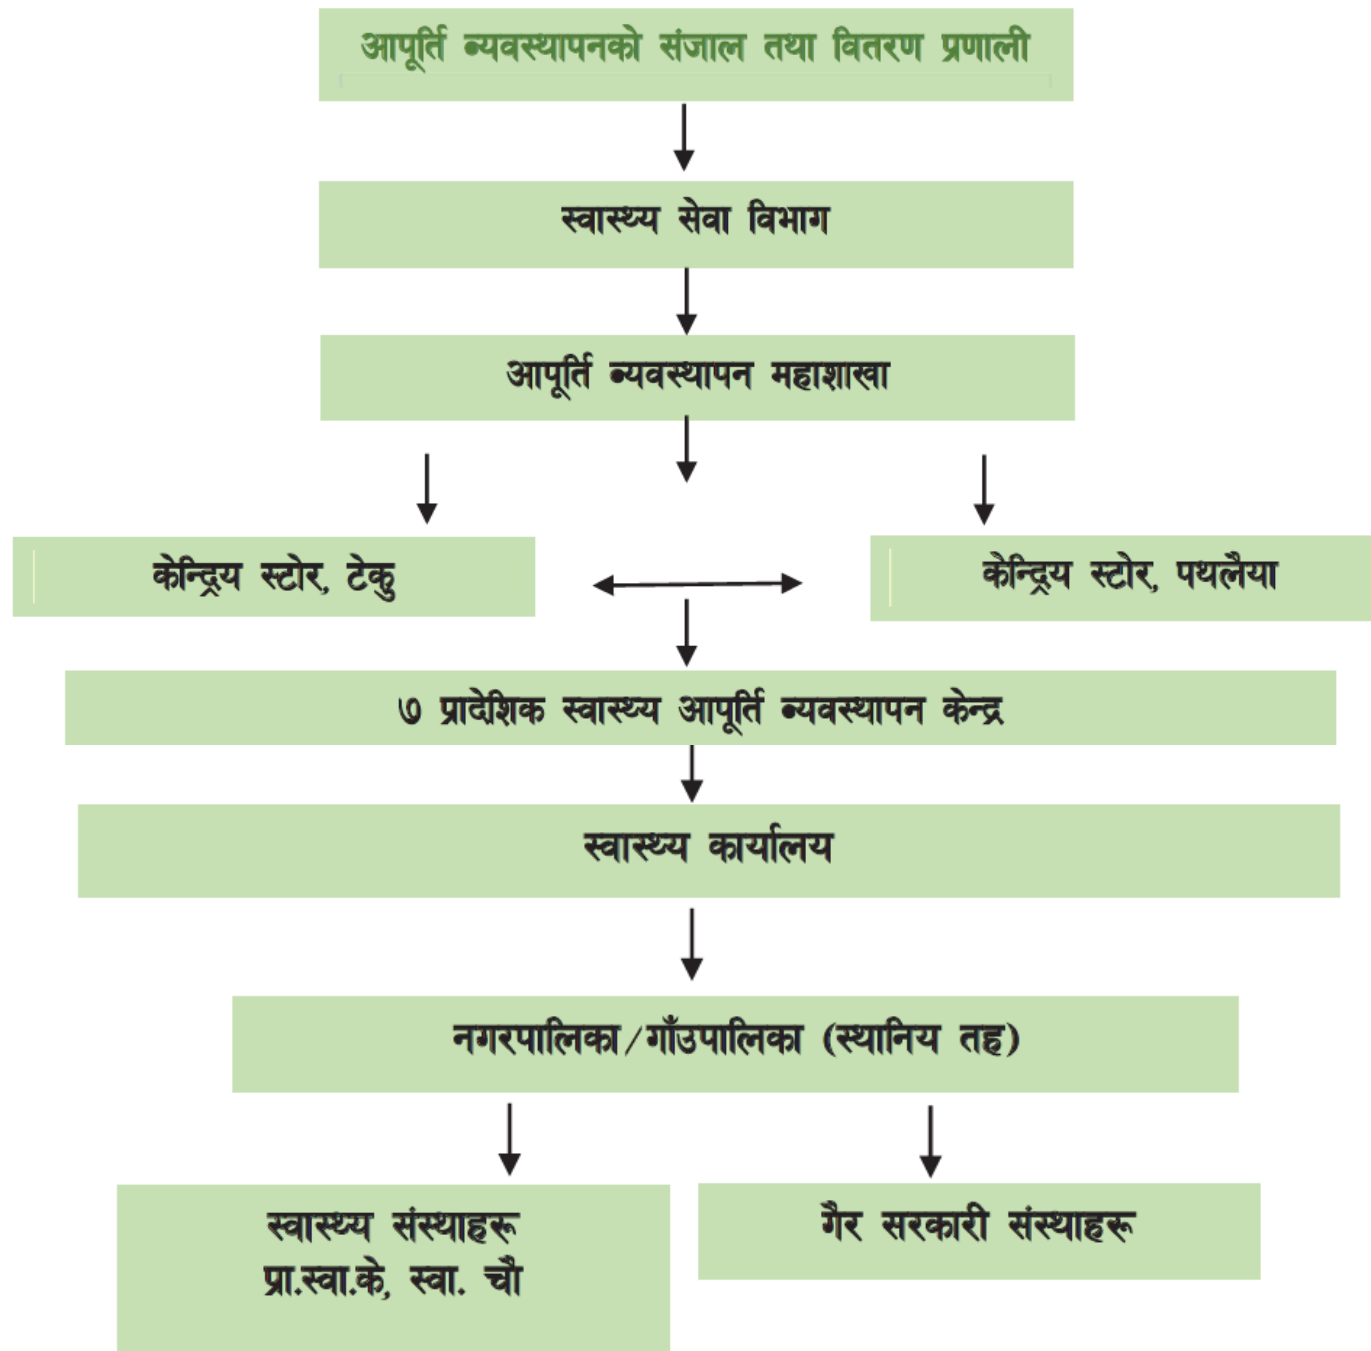 आपूर्ति ब्यवस्थापनको संजाल तथा वितरण प्रणाली
स्वास्थ्य सेवा विभाग
आपूर्ति ब्यवस्थापन महाशाखा
केन्द्रिय स्टोर, टेकु
केन्द्रिय स्टोर, पथलैया
७ प्रादेशिक स्वास्थ्य आपूर्ति ब्यवस्थापन केन्द्र
स्वास्थ्य कार्यालय
नगरपालिका/गाँउपालिका (स्थानिय तह)
स्वास्थ्य संस्थाहरू
प्रा.स्वा.के, स्वा. चौ
गैर सरकारी संस्थाहरू